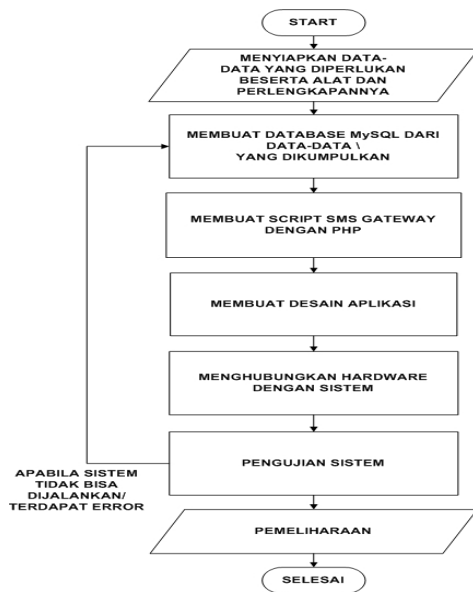 START
MENYIAPKAN DATA-
DATA YANG DIPERLUKAN
BESERTA ALAT DAN
PERLENGKAPANNYA
MEMBUAT DATABASE MySQL DARI
DATA-DATA \
YANG DIKUMPULKAN
MEMBUAT SCRIPT SMS GATEWAY
DENGAN PHP
MEMBUAT DESAIN APLIKASI
MENGHUBUNGKAN HARDWARE
DENGAN SISTEM
PENGUJIAN SISTEM
APABILA SISTEM
TIDAK BISA
DIJALANKAN/
TERDAPAT ERROR
PEMELIHARAAN
SELESAI